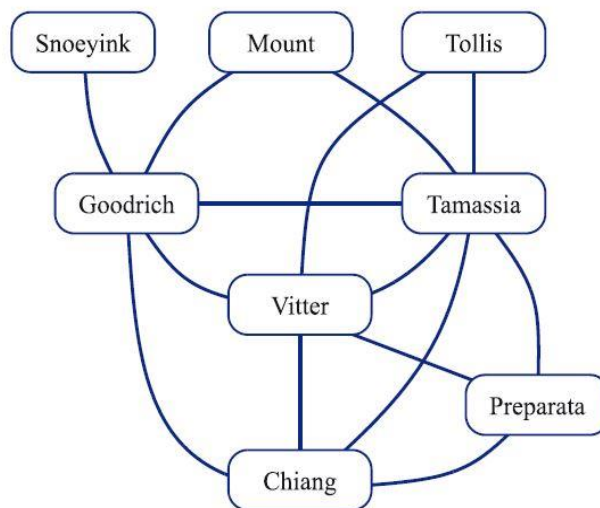 Snoeyink
Mount
Tollis
Goodrich
Tamassia
Vitter
Preparata
Chiang